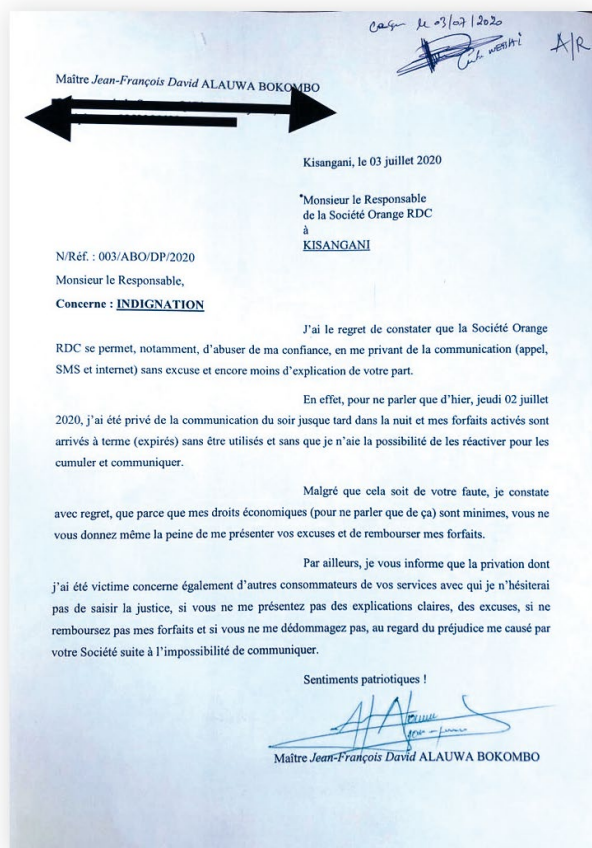 le 03/07/2020
A/R
Maître Jean-François David ALAUWA BOKOMBO
Kisangani, le 03 juillet 2020
Monsieur le Responsable
de la Société Orange RDC
à
KISANGANI
N/Réf. : 003/ABO/DP/2020
Monsieur le Responsable,
Concerne : INDIGNATION
J'ai le regret de constater que la Société Orange
RDC se permet, notamment, d'abuser de ma confiance, en me privant de la communication (appel,
SMS et internet) sans excuse et encore moins d'explication de votre part.
En effet, pour ne parler que d'hier, jeudi 02 juillet
2020, j'ai été privé de la communication du soir jusque tard dans la nuit et mes forfaits activés sont
arrivés à terme (expirés) sans être utilisés et sans que je n'aie la possibilité de les réactiver pour les
cumuler et communiquer.
Malgré que cela soit de votre faute, je constate
avec regret, que parce que mes droits économiques (pour ne parler que de ça) sont minimes, vous ne
vous donnez même la peine de me présenter vos excuses et de rembourser mes forfaits.
Par ailleurs, je vous informe que la privation dont
j'ai été victime concerne également d'autres consommateurs de vos services avec qui je n'hésiterai
pas de saisir la justice, si vous ne me présentez pas des explications claires, des excuses, si ne
remboursez pas mes forfaits et si vous ne me dédommagez pas, au regard du préjudice me causé par
votre Société suite à l'impossibilité de communiquer.
Sentiments patriotiques !
Maître Jean-François David ALAUWA BOKOMBO